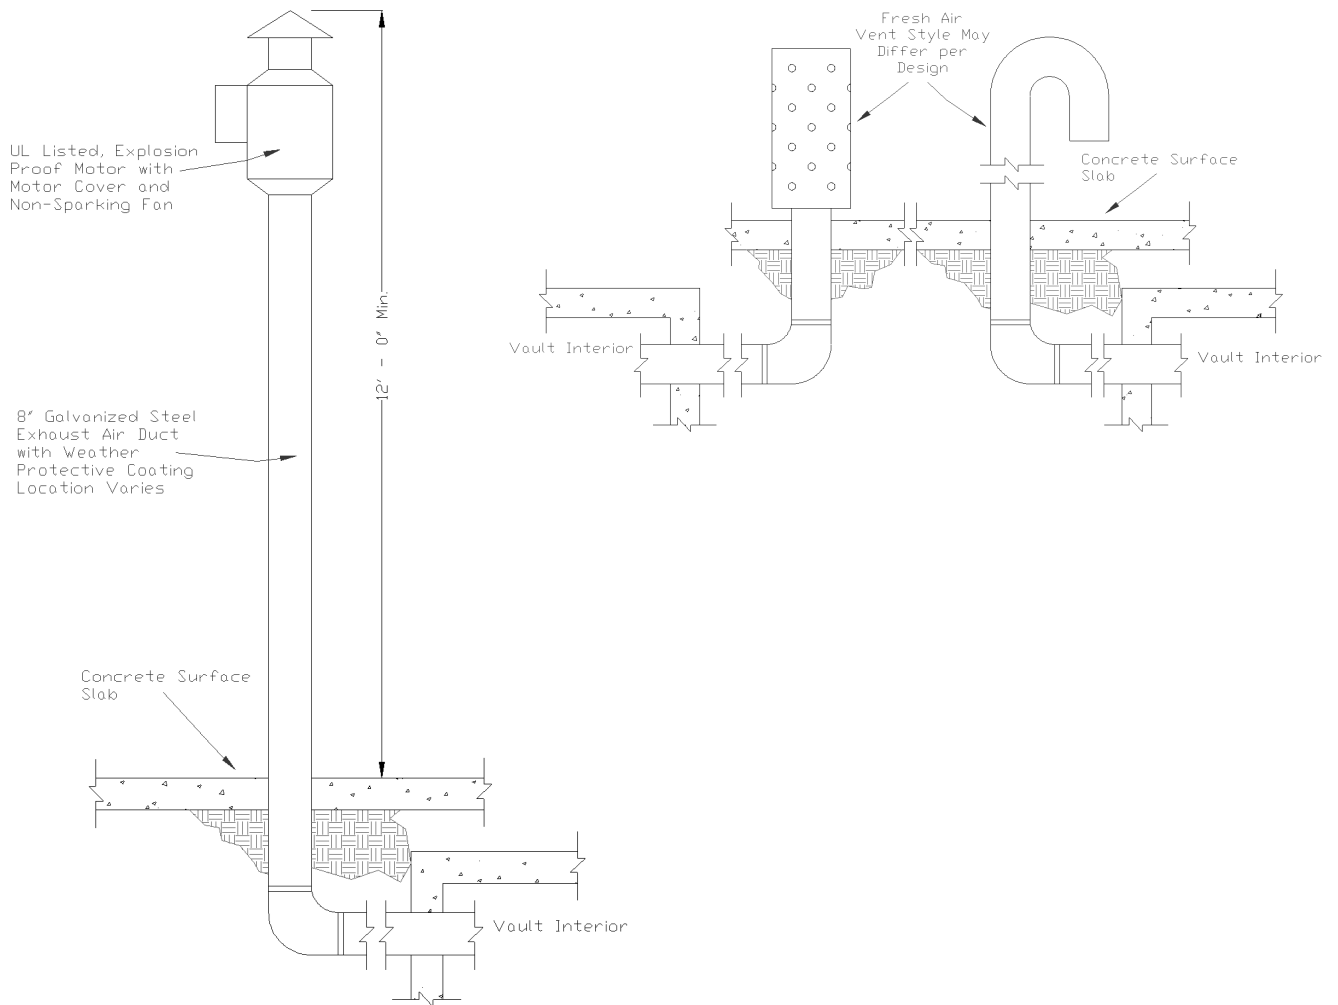 UL Listed, Explosion
Proof Motor with
Motor Cover and
Non-Sparking Fan
8" Galvanized Steel
Exhaust Air Duct
with Weather
Protective Coating
Location Varies
12' - 0" Min.
Concrete Surface
Slab
Vault Interior
Fresh Air
Vent Style May
Differ per
Design
Concrete Surface
Slab
Vault Interior
Vault Interior